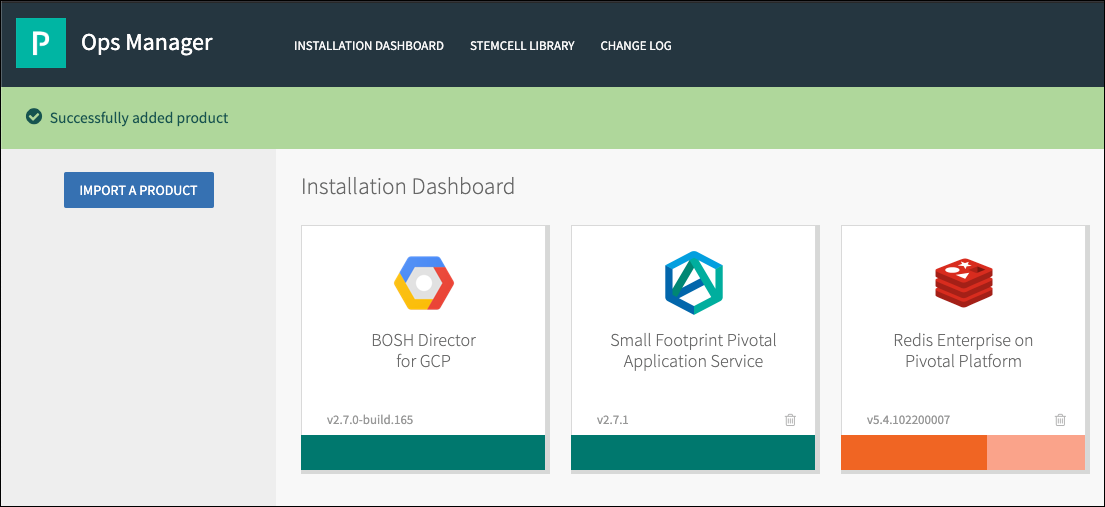 P
Ops Manager
INSTALLATION DASHBOARD
STEMCELL LIBRARY
CHANGE LOG
Successfully added product
IMPORT A PRODUCT
Installation Dashboard
BOSH Director
for GCP
v2.7.0-build.165
Small Footprint Pivotal
Application Service
v2.7.1
Redis Enterprise on
Pivotal Platform
v5.4.102200007